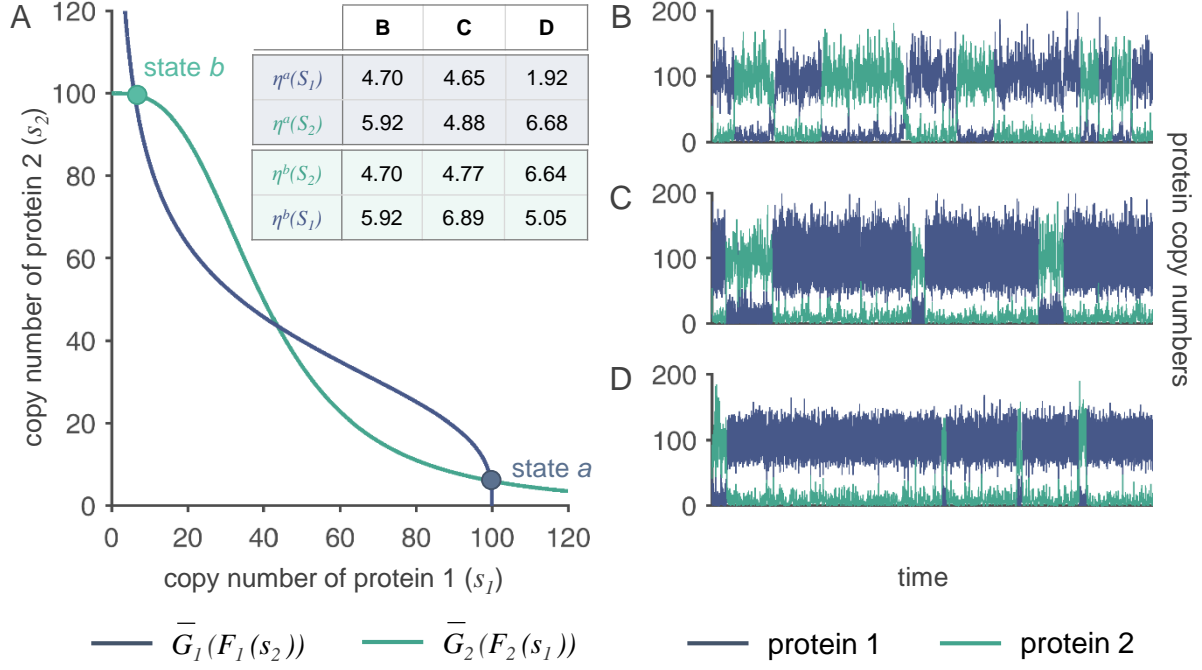 A
120
100
80
60
40
20
0
0 20 40 60 80 100 120
copy number of protein 2 (s2)
copy number of protein 1 (s1)
state b
state a
B C D
ηa(S1) 4.70 4.65 1.92
ηa(S2) 5.92 4.88 6.68
ηb(S2) 4.70 4.77 6.64
ηb(S1) 5.92 6.89 5.05
G̅1(F1(s2)) G̅2(F2(s1))
B
200
100
0
C
200
100
0
D
200
100
0
protein copy numbers
time
protein 1 protein 2